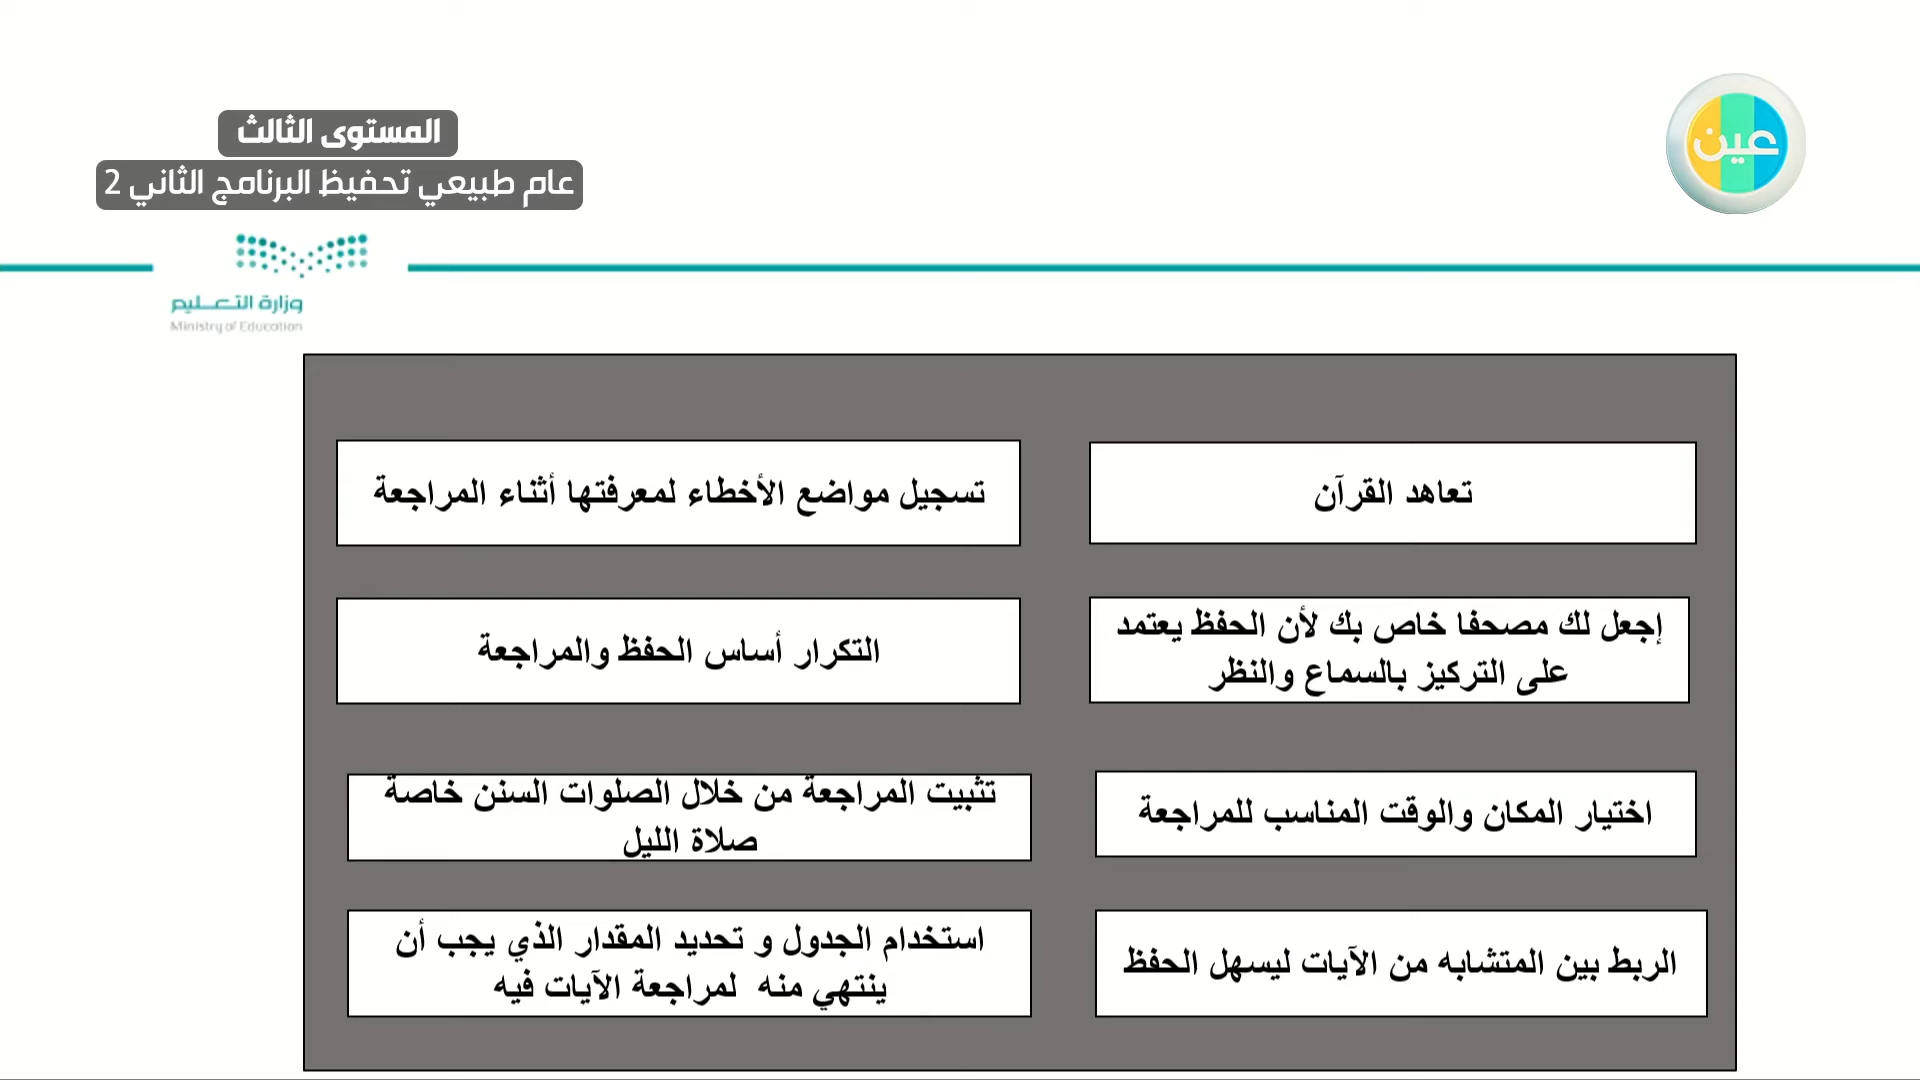 المستوى الثالث
عام طبيعي تحفيظ البرنامج الثاني 2
عين
وزارة التعليم
Ministry of Education
تعاهد القرآن
تسجيل مواضع الأخطاء لمعرفتها أثناء المراجعة
إجعل لك مصحفا خاص بك لأن الحفظ يعتمد
على التركيز بالسماع والنظر
التكرار أساس الحفظ والمراجعة
اختيار المكان والوقت المناسب للمراجعة
تثبيت المراجعة من خلال الصلوات السنن خاصة
صلاة الليل
الربط بين المتشابه من الآيات ليسهل الحفظ
استخدام الجدول و تحديد المقدار الذي يجب أن
ينتهي منه لمراجعة الآيات فيه